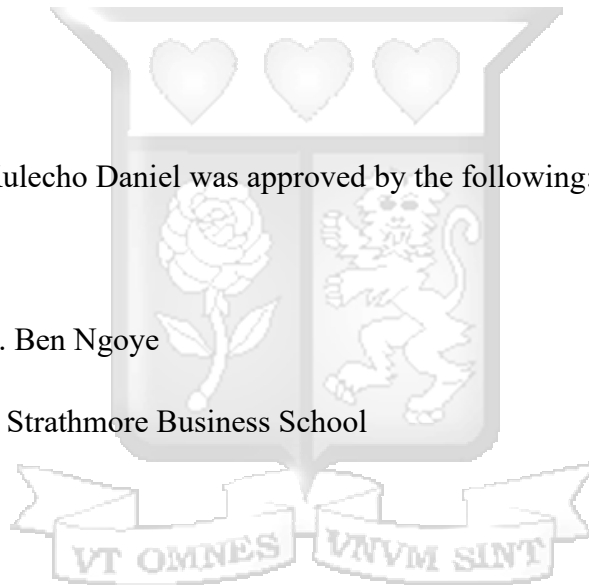 ulecho Daniel was approved by the following:
. Ben Ngoye
Strathmore Business School
VT OMNES VNVM SINT